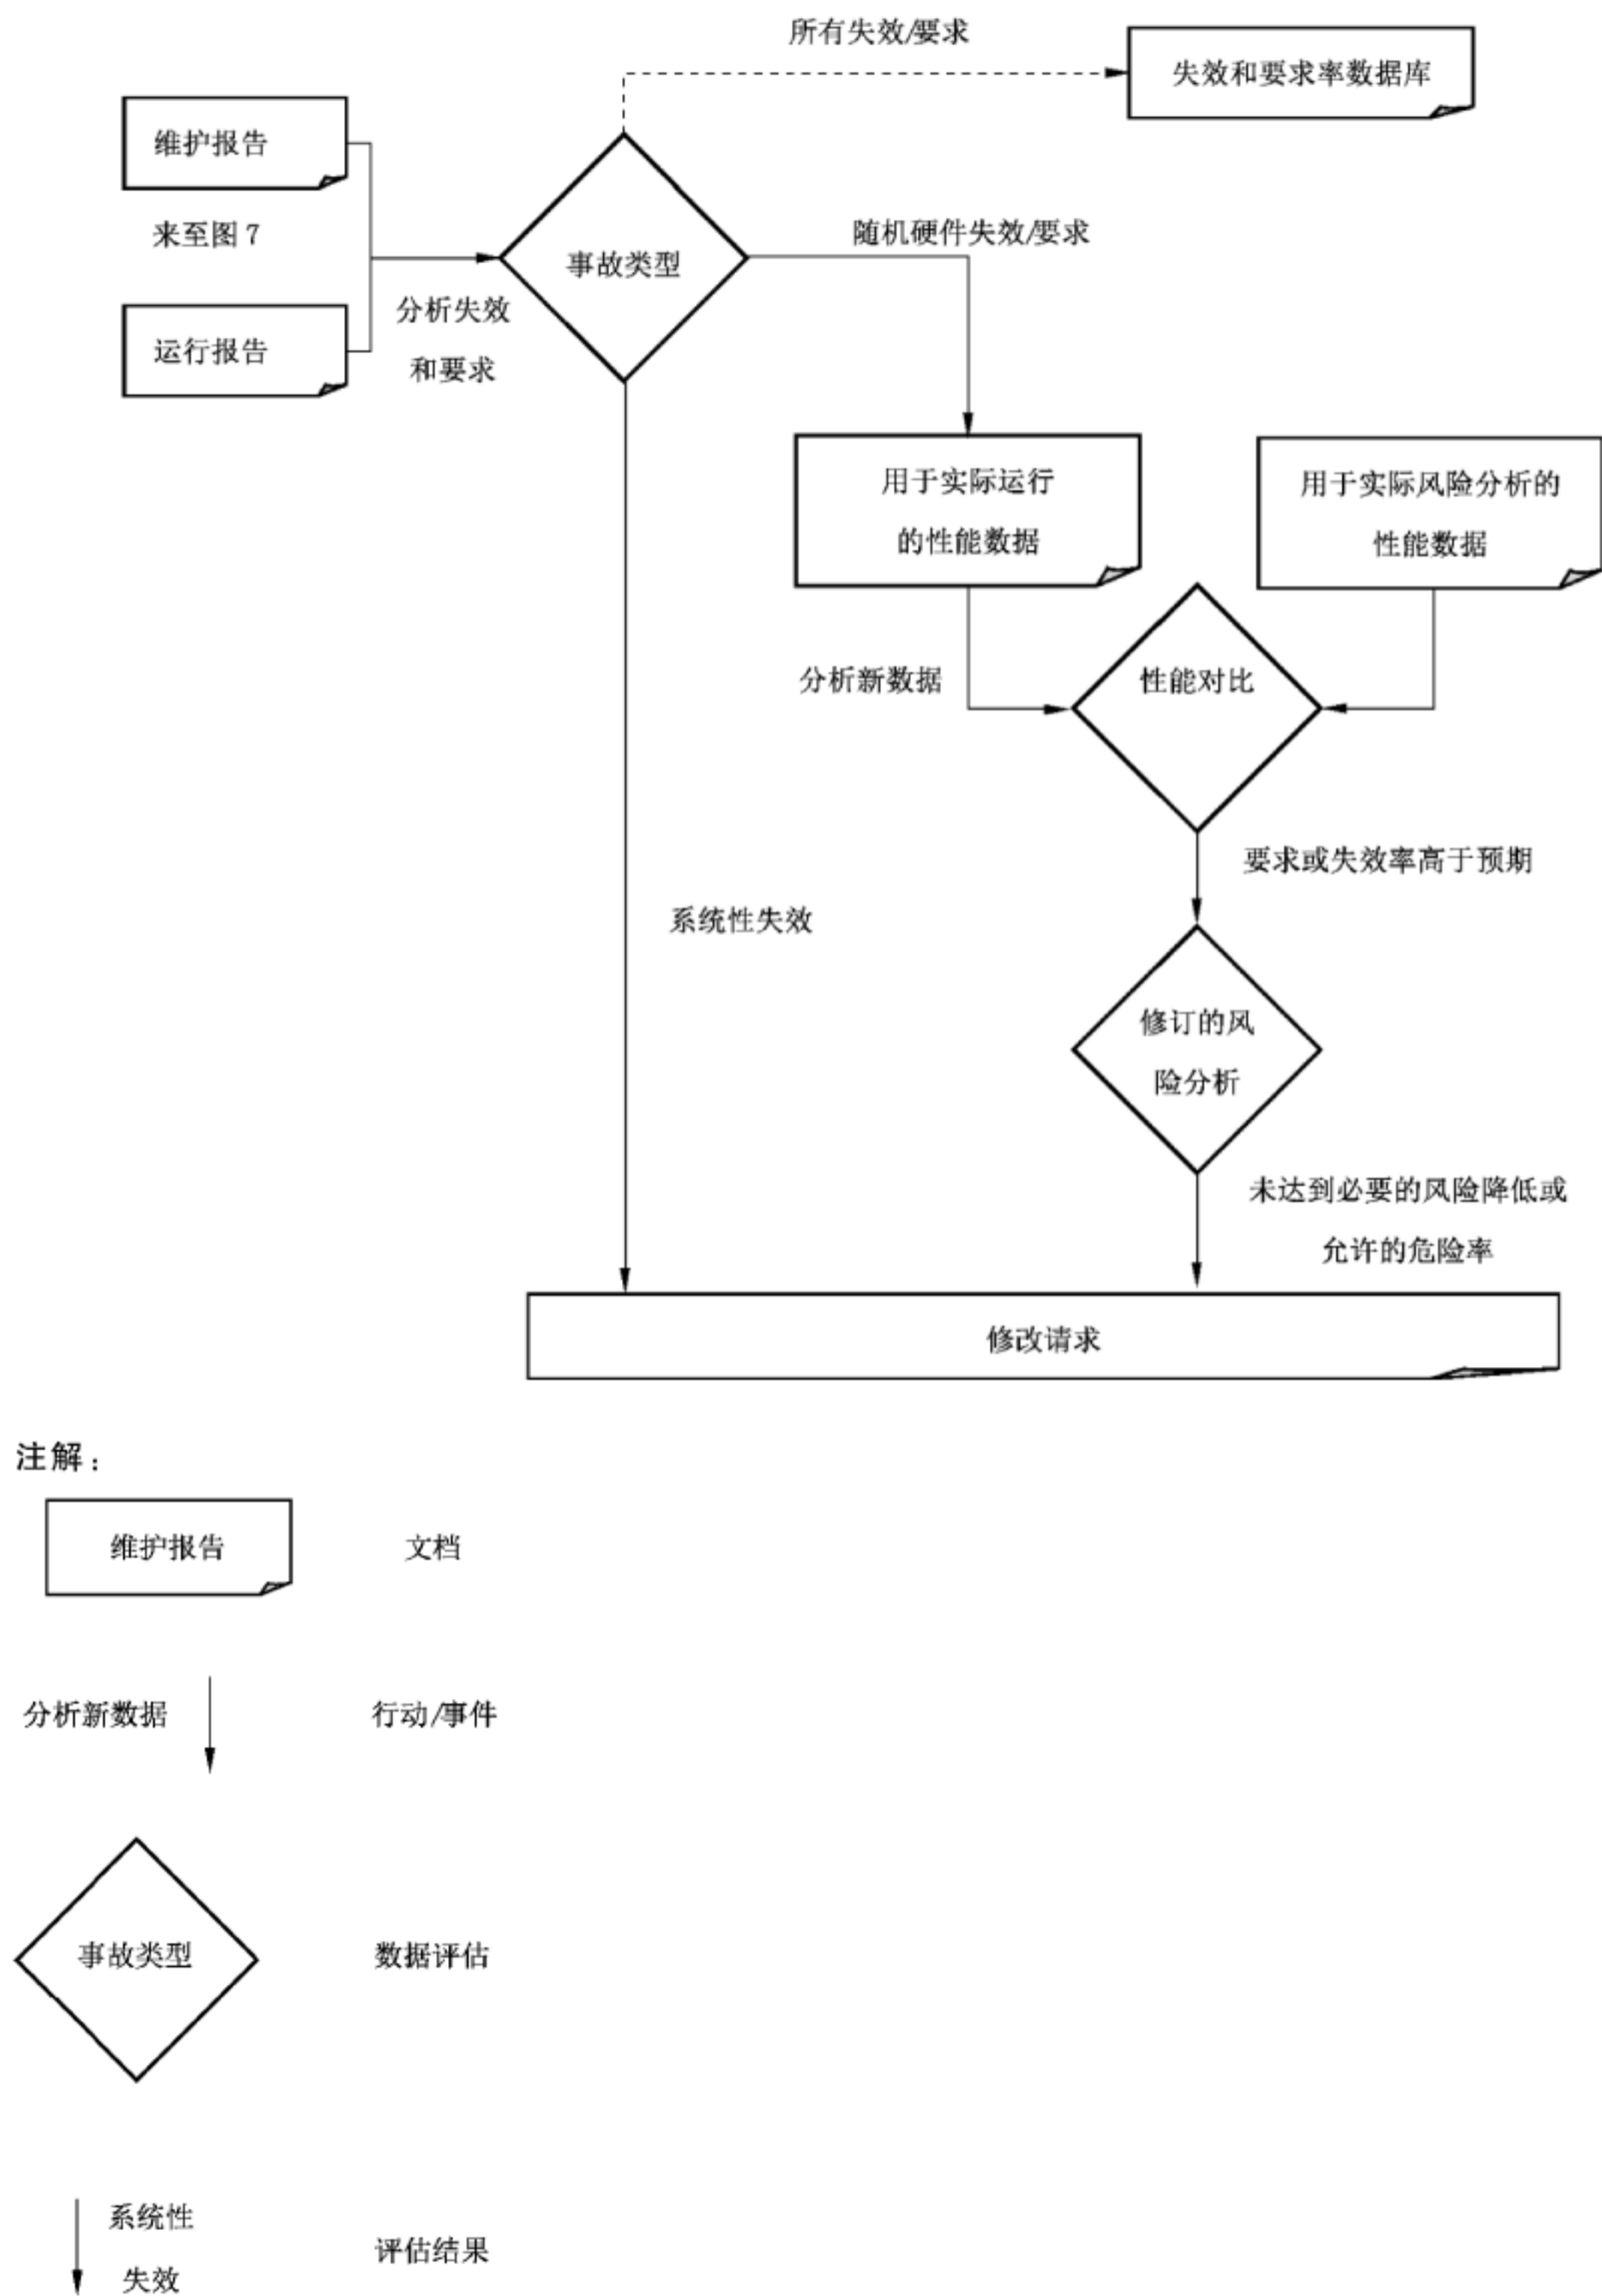 所有失效/要求
失效和要求率数据库
维护报告
来至图7
随机硬件失效/要求
事故类型
分析失效
和要求
运行报告
用于实际运行
的性能数据
用于实际风险分析的
性能数据
分析新数据
性能对比
要求或失效率高于预期
系统性失效
修订的风
险分析
未达到必要的风险降低或
允许的危险率
修改请求
注解：
维护报告
文档
分析新数据
行动/事件
事故类型
数据评估
系统性
失效
评估结果